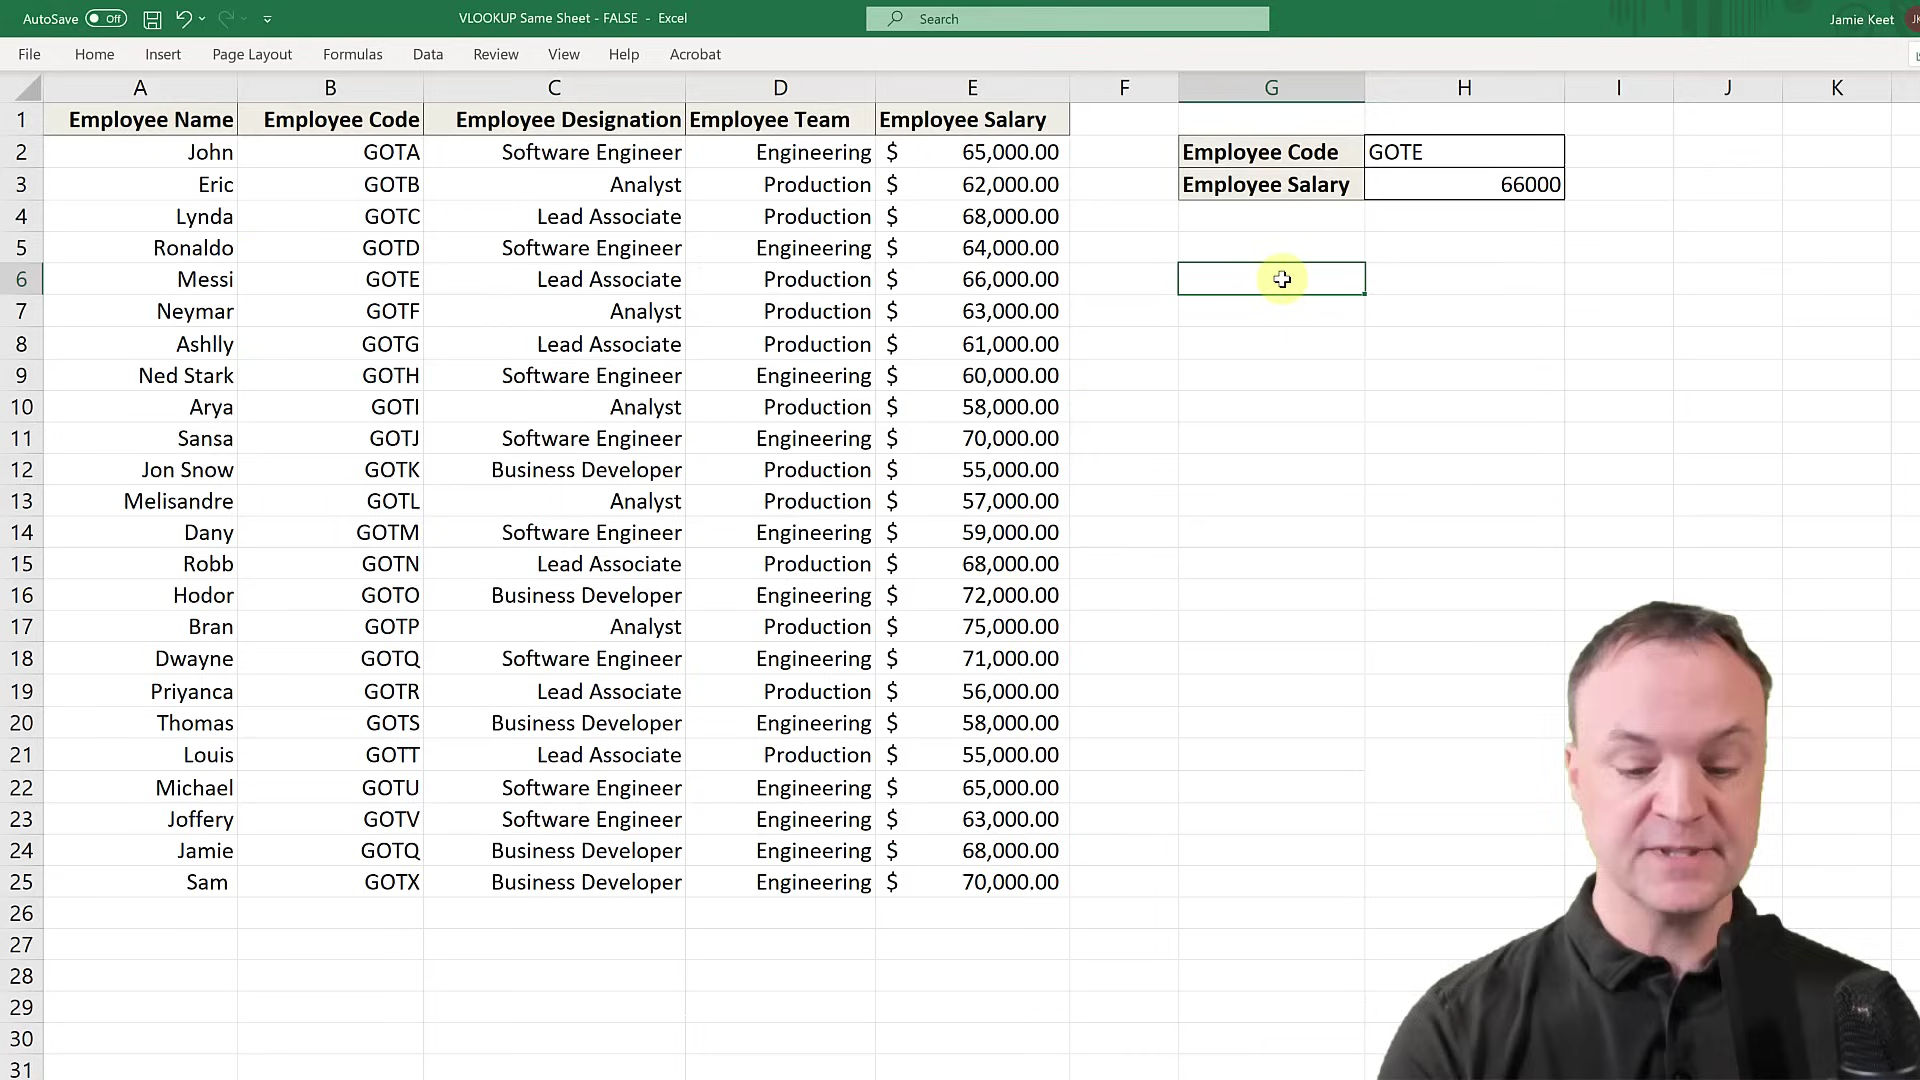 AutoSave Off VLOOKUP Same Sheet - FALSE - Excel Search Jamie Keet
File Home Insert Page Layout Formulas Data Review View Help Acrobat
A B C D E F G H I J K
1 Employee Name Employee Code Employee Designation Employee Team Employee Salary
2 John GOTA Software Engineer Engineering $ 65,000.00 Employee Code GOTE
3 Eric GOTB Analyst Production $ 62,000.00 Employee Salary 66000
4 Lynda GOTC Lead Associate Production $ 68,000.00
5 Ronaldo GOTD Software Engineer Engineering $ 64,000.00
6 Messi GOTE Lead Associate Production $ 66,000.00
7 Neymar GOTF Analyst Production $ 63,000.00
8 Ashlly GOTG Lead Associate Production $ 61,000.00
9 Ned Stark GOTH Software Engineer Engineering $ 60,000.00
10 Arya GOTI Analyst Production $ 58,000.00
11 Sansa GOTJ Software Engineer Engineering $ 70,000.00
12 Jon Snow GOTK Business Developer Production $ 55,000.00
13 Melisandre GOTL Analyst Production $ 57,000.00
14 Dany GOTM Software Engineer Engineering $ 59,000.00
15 Robb GOTN Lead Associate Production $ 68,000.00
16 Hodor GOTO Business Developer Engineering $ 72,000.00
17 Bran GOTP Analyst Production $ 75,000.00
18 Dwayne GOTQ Software Engineer Engineering $ 71,000.00
19 Priyanca GOTR Lead Associate Production $ 56,000.00
20 Thomas GOTS Business Developer Engineering $ 58,000.00
21 Louis GOTT Lead Associate Production $ 55,000.00
22 Michael GOTU Software Engineer Engineering $ 65,000.00
23 Joffery GOTV Software Engineer Engineering $ 63,000.00
24 Jamie GOTQ Business Developer Engineering $ 68,000.00
25 Sam GOTX Business Developer Engineering $ 70,000.00
26
27
28
29
30
31